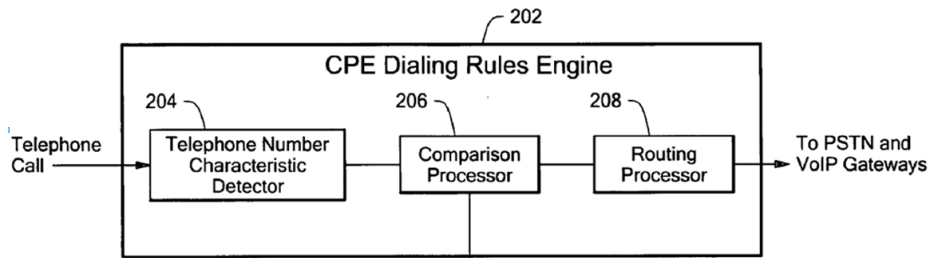 202
CPE Dialing Rules Engine
204
206
208
Telephone
Call
Telephone Number
Characteristic
Detector
Comparison
Processor
Routing
Processor
To PSTN and
VoIP Gateways